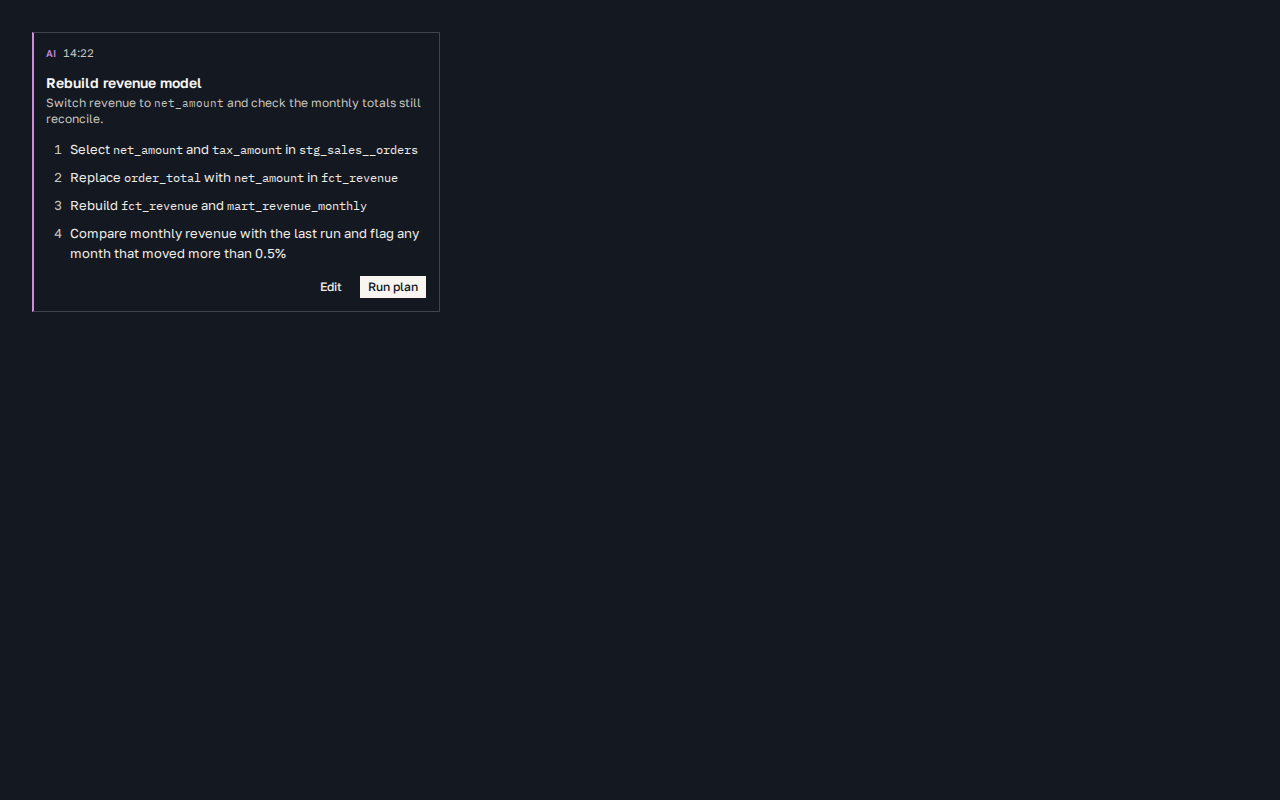 AI 14:22
Rebuild revenue model
Switch revenue to net_amount and check the monthly totals still
reconcile.
1 Select net_amount and tax_amount in stg_sales__orders
2 Replace order_total with net_amount in fct_revenue
3 Rebuild fct_revenue and mart_revenue_monthly
4 Compare monthly revenue with the last run and flag any
month that moved more than 0.5%
Edit Run plan